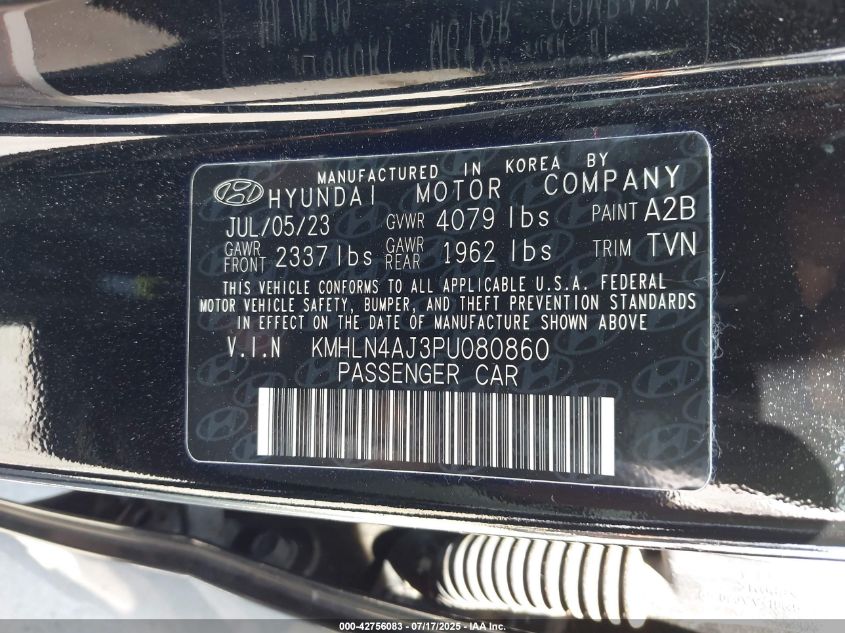 MANUFACTURED IN KOREA BY
HYUNDAI MOTOR COMPANY
JUL/05/23 GVWR 4079 lbs PAINT A2B
GAWR FRONT 2337 lbs GAWR REAR 1962 lbs TRIM TVN
THIS VEHICLE CONFORMS TO ALL APPLICABLE U.S.A. FEDERAL
MOTOR VEHICLE SAFETY, BUMPER, AND THEFT PREVENTION STANDARDS
IN EFFECT ON THE DATE OF MANUFACTURE SHOWN ABOVE
V.I.N KMHLN4AJ3PU080860
PASSENGER CAR
000-42756083 - 07/17/2025 - IAA Inc.